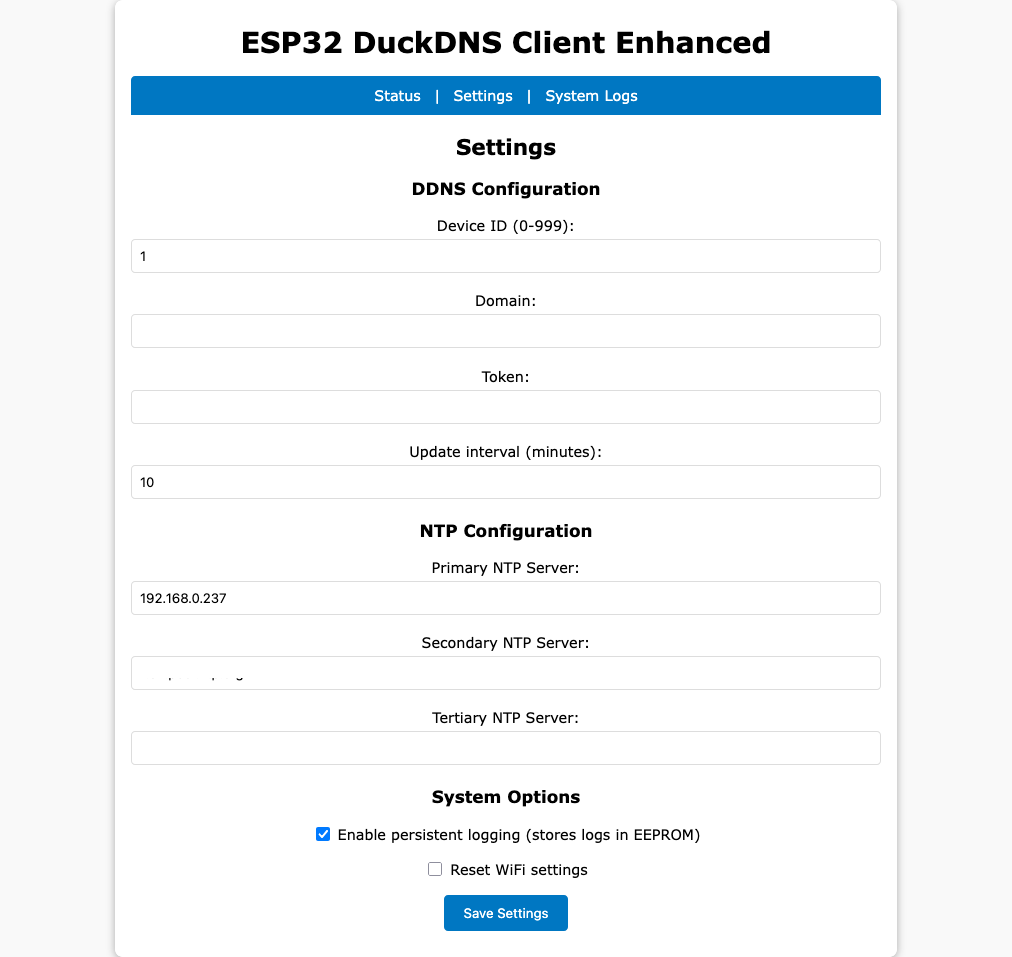 ESP32 DuckDNS Client Enhanced
Status | Settings | System Logs
Settings
DDNS Configuration
Device ID (0-999):
1
Domain:
Token:
Update interval (minutes):
10
NTP Configuration
Primary NTP Server:
192.168.0.237
Secondary NTP Server:
Tertiary NTP Server:
System Options
Enable persistent logging (stores logs in EEPROM)
Reset WiFi settings
Save Settings